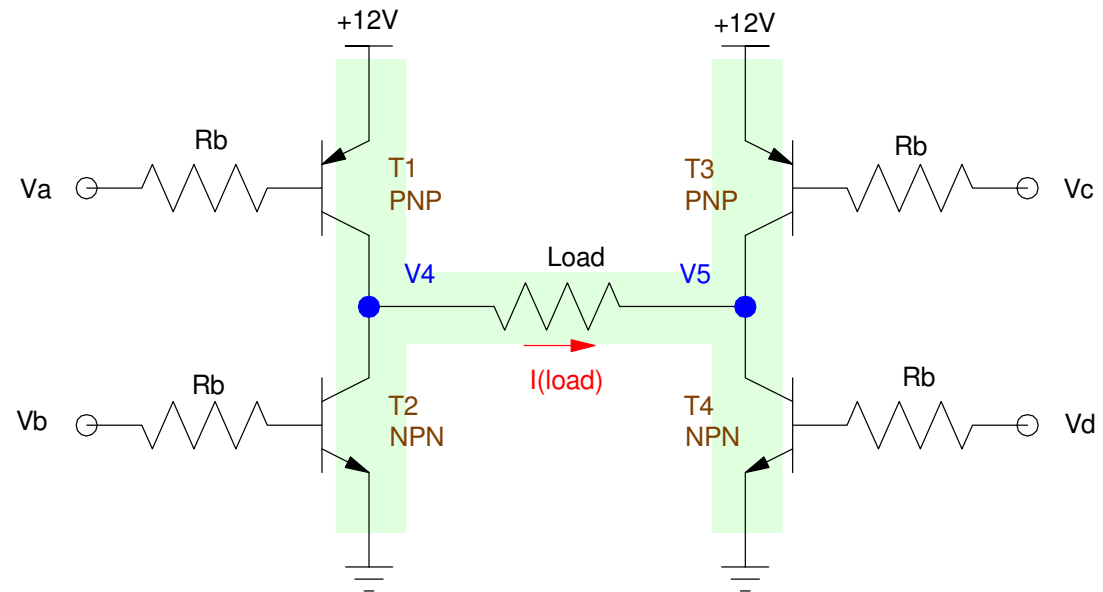 +12V
+12V
Rb
Rb
T1
PNP
T3
PNP
Va
Vc
Load
V4
V5
I(load)
Rb
Rb
T2
NPN
T4
NPN
Vb
Vd